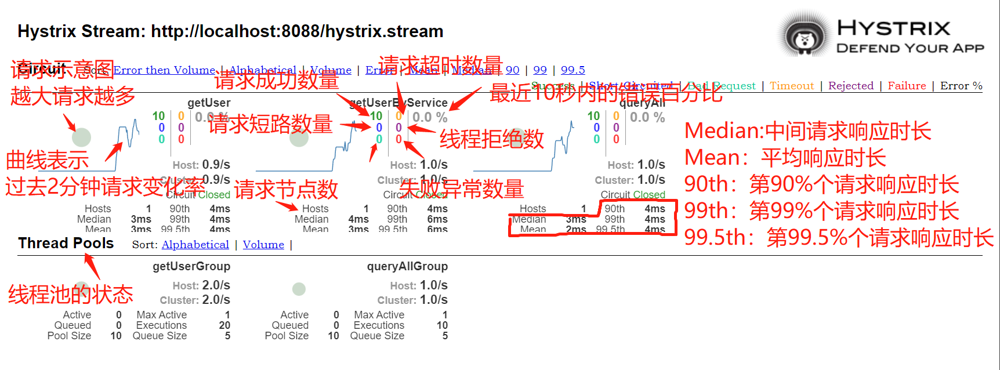 Hystrix Stream: http://localhost:8088/hystrix.stream
HYSTRIX
DEFEND YOUR APP
Circuit Sort: Error then Volume | Alphabetical | Volume | Error | Mean | Median | 90 | 99 | 99.5
Success | Short-Circuited | Bad Request | Timeout | Rejected | Failure | Error %
请求示意图
越大请求越多
请求成功数量
请求超时数量
最近10秒内的错误百分比
请求短路数量
线程拒绝数
曲线表示
过去2分钟请求变化率
请求节点数
失败异常数量
getUser
10 0 0.0 %
0 0
0 0
Host: 0.9/s
Cluster: 0.9/s
Circuit Closed
Hosts 1 90th 4ms
Median 3ms 99th 4ms
Mean 3ms 99.5th 4ms
getUserByService
10 0 0.0 %
0 0
0 0
Host: 1.0/s
Cluster: 1.0/s
Circuit Closed
Hosts 1 90th 4ms
Median 4ms 99th 6ms
Mean 3ms 99.5th 6ms
queryAll
10 0 0.0 %
0 0
0 0
Host: 1.0/s
Cluster: 1.0/s
Circuit Closed
Hosts 1 90th 4ms
Median 3ms 99th 4ms
Mean 2ms 99.5th 4ms
Median:中间请求响应时长
Mean：平均响应时长
90th：第90%个请求响应时长
99th：第99%个请求响应时长
99.5th：第99.5%个请求响应时长
Thread Pools Sort: Alphabetical | Volume |
线程池的状态
getUserGroup
Host: 2.0/s
Cluster: 2.0/s
Active 0 Max Active 1
Queued 0 Executions 20
Pool Size 10 Queue Size 5
queryAllGroup
Host: 1.0/s
Cluster: 1.0/s
Active 0 Max Active 1
Queued 0 Executions 10
Pool Size 10 Queue Size 5